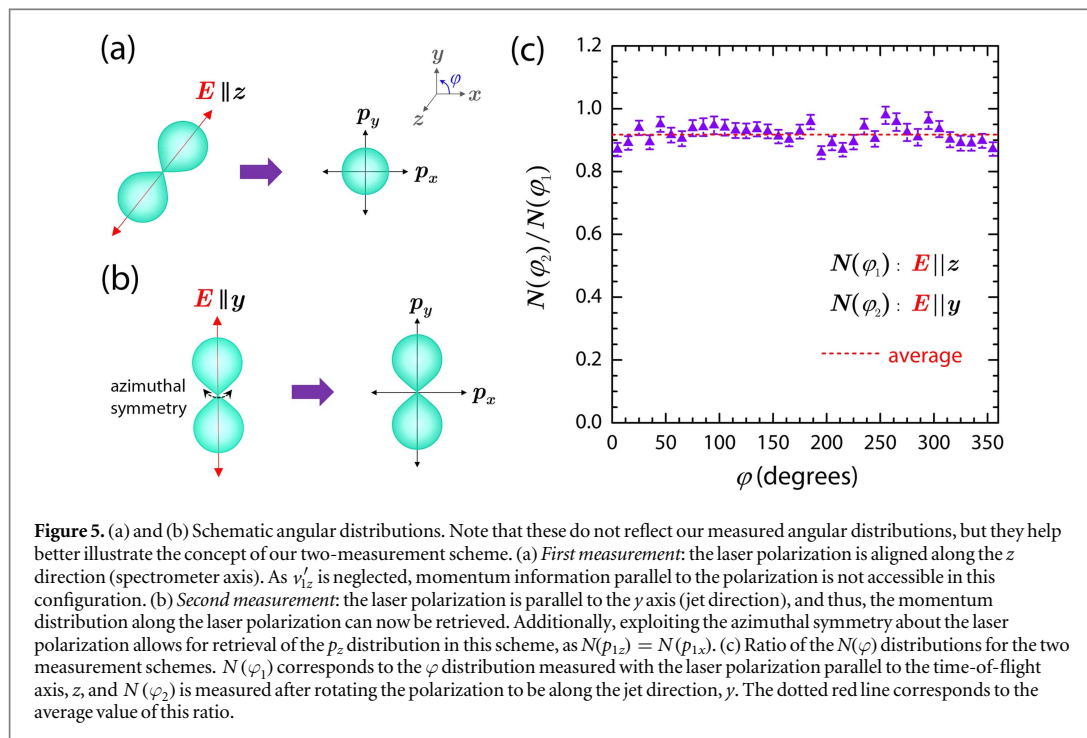 (a)
E ∥ z
p_y
p_x
y
φ
x
z
(b)
E ∥ y
azimuthal
symmetry
p_y
p_x
(c)
1.2
1.0
0.8
0.6
0.4
0.2
0.0
N(φ₂)/N(φ₁)
N(φ₁) : E||z
N(φ₂) : E||y
average
0 50 100 150 200 250 300 350
φ (degrees)
Figure 5. (a) and (b) Schematic angular distributions. Note that these do not reflect our measured angular distributions, but they help
better illustrate the concept of our two-measurement scheme. (a) First measurement: the laser polarization is aligned along the z
direction (spectrometer axis). As v′_{1z} is neglected, momentum information parallel to the polarization is not accessible in this
configuration. (b) Second measurement: the laser polarization is parallel to the y axis (jet direction), and thus, the momentum
distribution along the laser polarization can now be retrieved. Additionally, exploiting the azimuthal symmetry about the laser
polarization allows for retrieval of the p_z distribution in this scheme, as N(p_{1z}) = N(p_{1x}). (c) Ratio of the N(φ) distributions for the two
measurement schemes. N(φ₁) corresponds to the φ distribution measured with the laser polarization parallel to the time-of-flight
axis, z, and N(φ₂) is measured after rotating the polarization to be along the jet direction, y. The dotted red line corresponds to the
average value of this ratio.